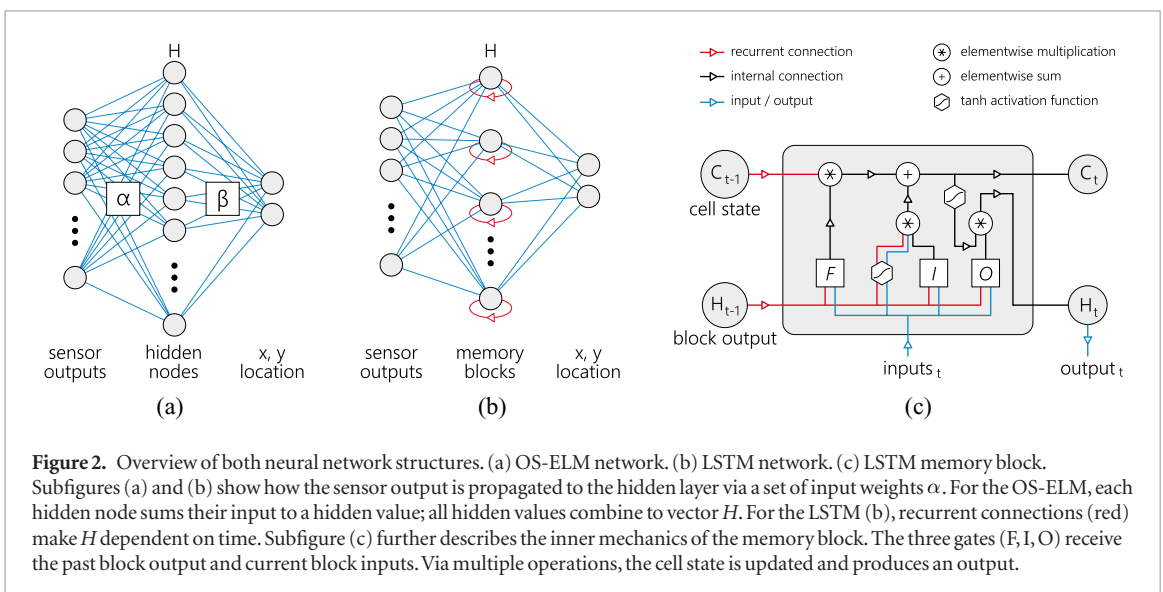 H
α
β
sensor outputs
hidden nodes
x, y location
(a)
H
sensor outputs
memory blocks
x, y location
(b)
recurrent connection
internal connection
input / output
elementwise multiplication
elementwise sum
tanh activation function
C t-1
cell state
H t-1
block output
F
I
O
C t
H t
inputs t
output t
(c)
Figure 2. Overview of both neural network structures. (a) OS-ELM network. (b) LSTM network. (c) LSTM memory block.
Subfigures (a) and (b) show how the sensor output is propagated to the hidden layer via a set of input weights α. For the OS-ELM, each
hidden node sums their input to a hidden value; all hidden values combine to vector H. For the LSTM (b), recurrent connections (red)
make H dependent on time. Subfigure (c) further describes the inner mechanics of the memory block. The three gates (F, I, O) receive
the past block output and current block inputs. Via multiple operations, the cell state is updated and produces an output.